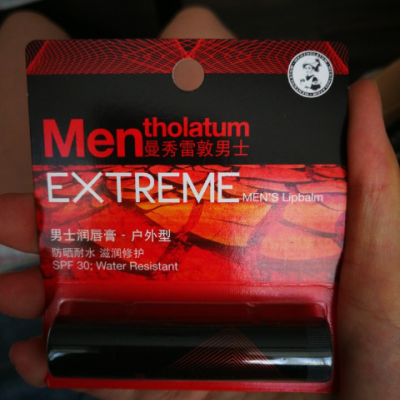 Mentholatum
曼秀雷敦男士
EXTREME MEN'S Lipbalm
男士润唇膏 - 户外型
防晒耐水 滋润修护
SPF 30; Water Resistant